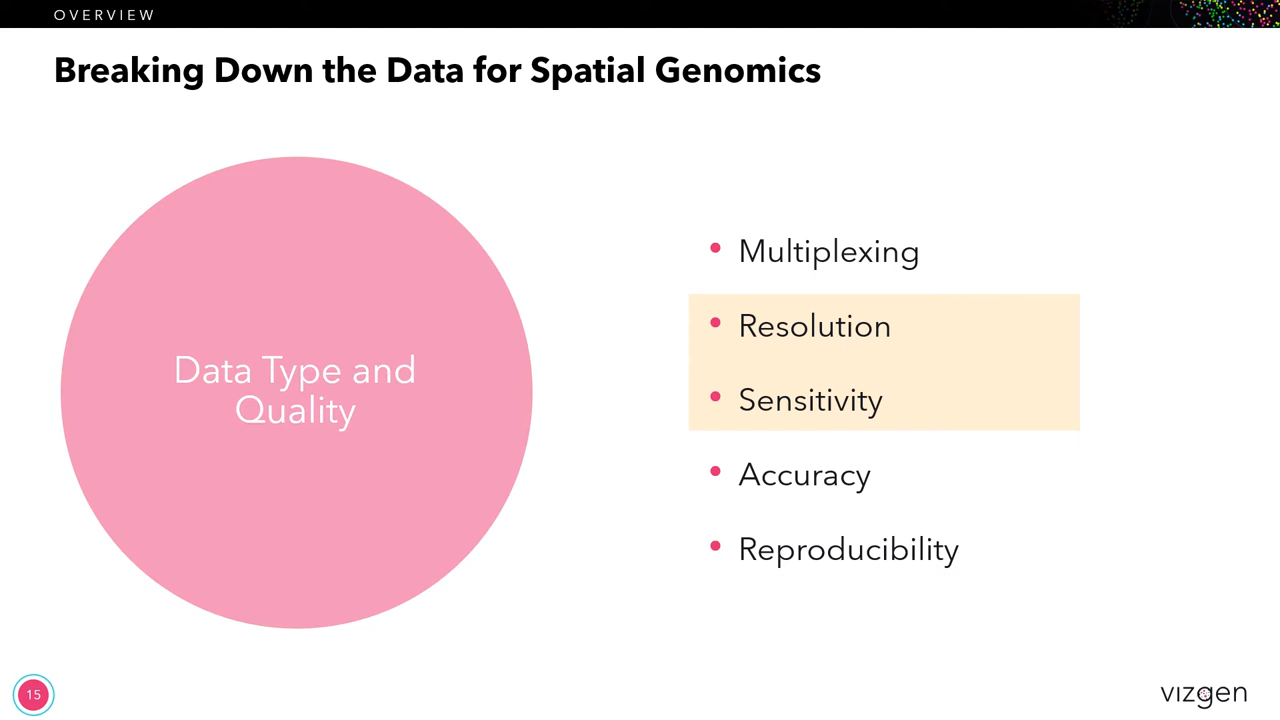 OVERVIEW
Breaking Down the Data for Spatial Genomics
Data Type and
Quality
• Multiplexing
• Resolution
• Sensitivity
• Accuracy
• Reproducibility
15
vizgen